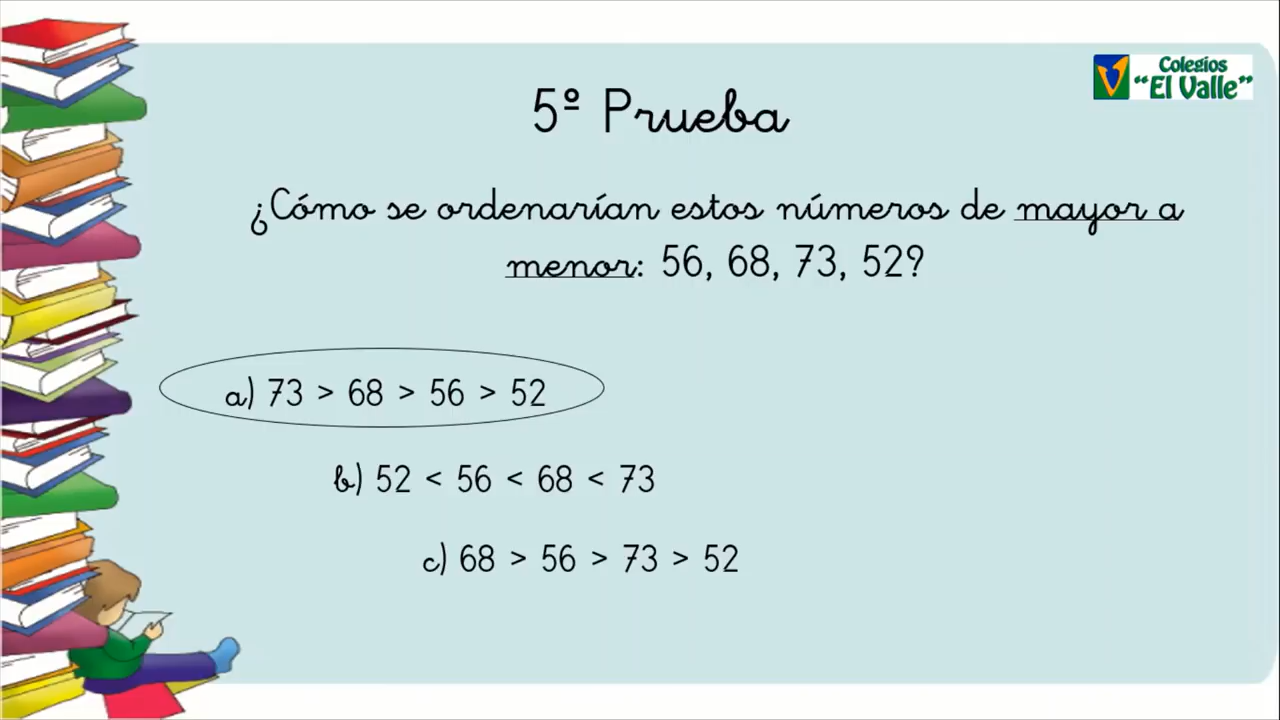 Colegios
"El Valle"
5º Prueba
¿Cómo se ordenarían estos números de mayor a
menor: 56, 68, 73, 52?
a) 73 > 68 > 56 > 52
b) 52 < 56 < 68 < 73
c) 68 > 56 > 73 > 52